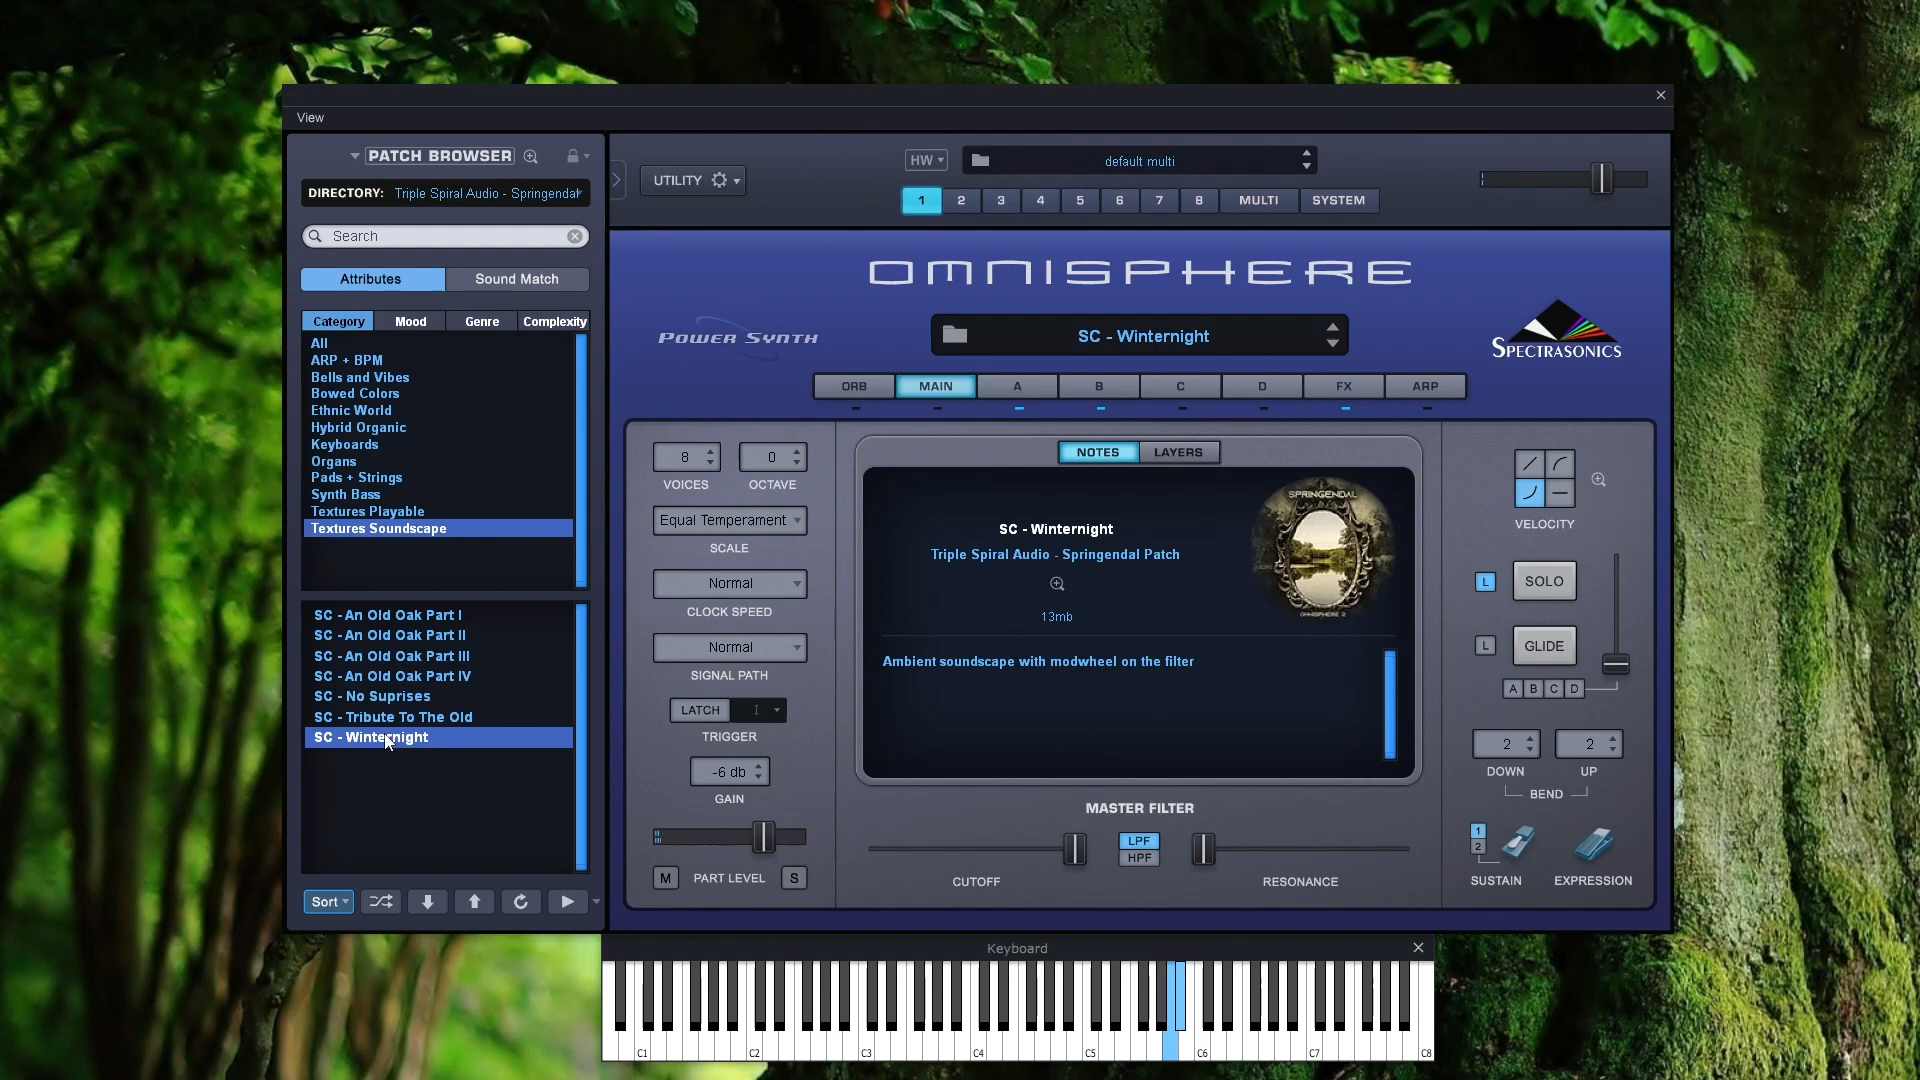 View
PATCH BROWSER
DIRECTORY: Triple Spiral Audio - Springendal
Search
Attributes Sound Match
Category Mood Genre Complexity
All
ARP + BPM
Bells and Vibes
Bowed Colors
Ethnic World
Hybrid Organic
Keyboards
Organs
Pads + Strings
Synth Bass
Textures Playable
Textures Soundscape
SC - An Old Oak Part I
SC - An Old Oak Part II
SC - An Old Oak Part III
SC - An Old Oak Part IV
SC - No Suprises
SC - Tribute To The Old
SC - Winternight
Sort
UTILITY
HW
default multi
1 2 3 4 5 6 7 8 MULTI SYSTEM
OMNISPHERE
POWER SYNTH
SC - Winternight
SPECTRASONICS
ORB MAIN A B C D FX ARP
8 0
VOICES OCTAVE
Equal Temperament
SCALE
Normal
CLOCK SPEED
Normal
SIGNAL PATH
LATCH
TRIGGER
-6 db
GAIN
M PART LEVEL S
NOTES LAYERS
SC - Winternight
Triple Spiral Audio - Springendal Patch
13mb
SPRINGENDAL
OMNISPHERE 2
Ambient soundscape with modwheel on the filter
MASTER FILTER
LPF
HPF
CUTOFF RESONANCE
VELOCITY
L SOLO
L GLIDE
A B C D
2 2
DOWN UP
BEND
1
2
SUSTAIN EXPRESSION
Keyboard
C1 C2 C3 C4 C5 C6 C7 C8